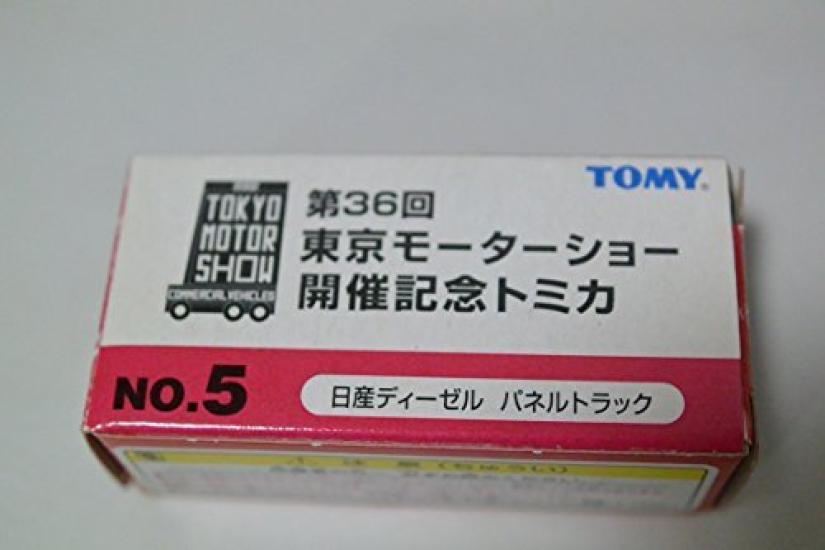 TOMY
TOKYO
MOTOR
SHOW
COMMERCIAL VEHICLES
第36回
東京モーターショー
開催記念トミカ
NO.5
日産ディーゼル パネルトラック